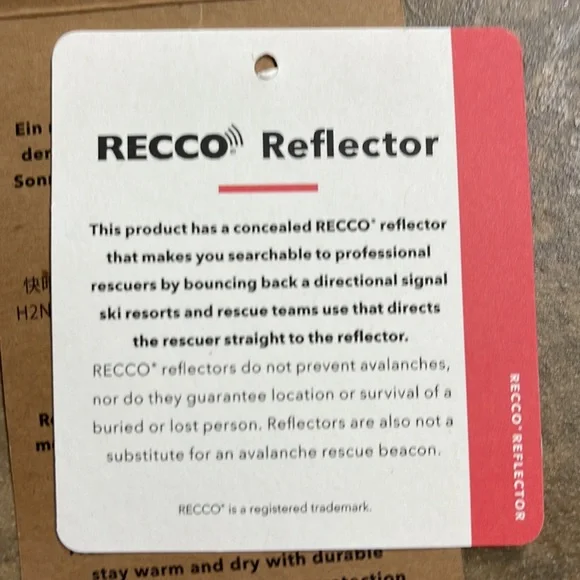 RECCO® Reflector
This product has a concealed RECCO® reflector
that makes you searchable to professional
rescuers by bouncing back a directional signal
ski resorts and rescue teams use that directs
the rescuer straight to the reflector.
RECCO® reflectors do not prevent avalanches,
nor do they guarantee location or survival of a
buried or lost person. Reflectors are also not a
substitute for an avalanche rescue beacon.
RECCO® is a registered trademark.
RECCO® REFLECTOR
Ein
der
H2N
stay warm and dry with durable